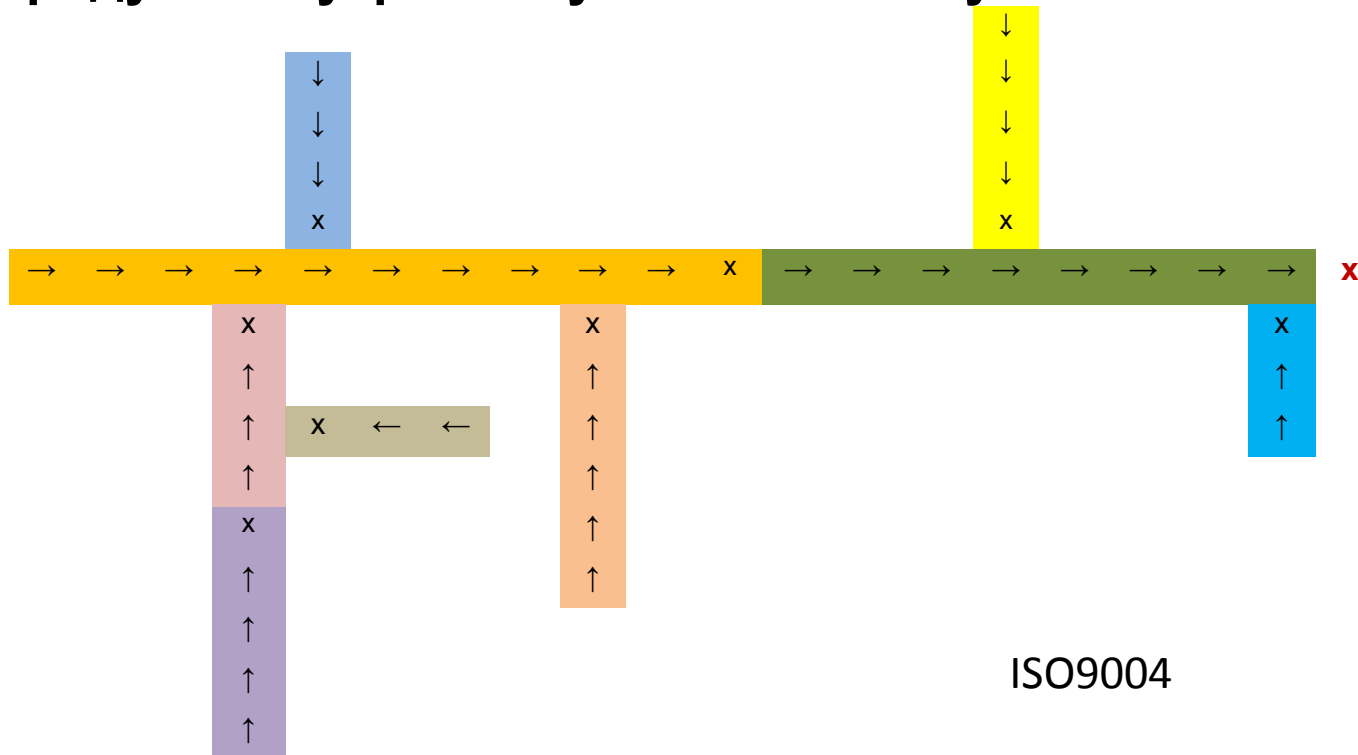 ↓ ↓
↓ ↓
↓ ↓
↓ ↓
x x
→ → → → → → → → → → x → → → → → → → → x
x x x
↑ ↑ ↑
↑ x ← ← ↑ ↑
↑ ↑
x ↑
↑ ↑
↑
↑ ISO9004
↑